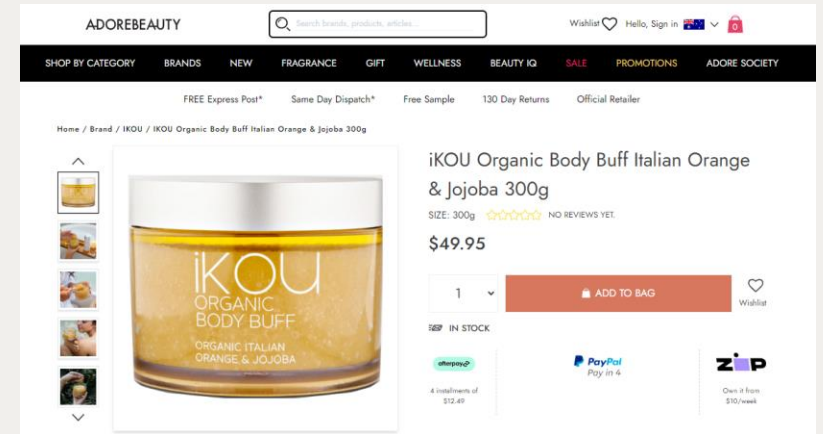 ADOREBEAUTY
Search brands, products, articles...
Wishlist Hello, Sign in
0
SHOP BY CATEGORY BRANDS NEW FRAGRANCE GIFT WELLNESS BEAUTY IQ SALE PROMOTIONS ADORE SOCIETY
FREE Express Post* Same Day Dispatch* Free Sample 130 Day Returns Official Retailer
Home / Brand / IKOU / IKOU Organic Body Buff Italian Orange & Jojoba 300g
iKOU
ORGANIC
BODY BUFF
ORGANIC ITALIAN
ORANGE & JOJOBA
iKOU Organic Body Buff Italian Orange
& Jojoba 300g
SIZE: 300g NO REVIEWS YET.
$49.95
1 ADD TO BAG
Wishlist
IN STOCK
afterpay
4 installments of
$12.49
PayPal
Pay in 4
ZIP
Own it from
$10/week